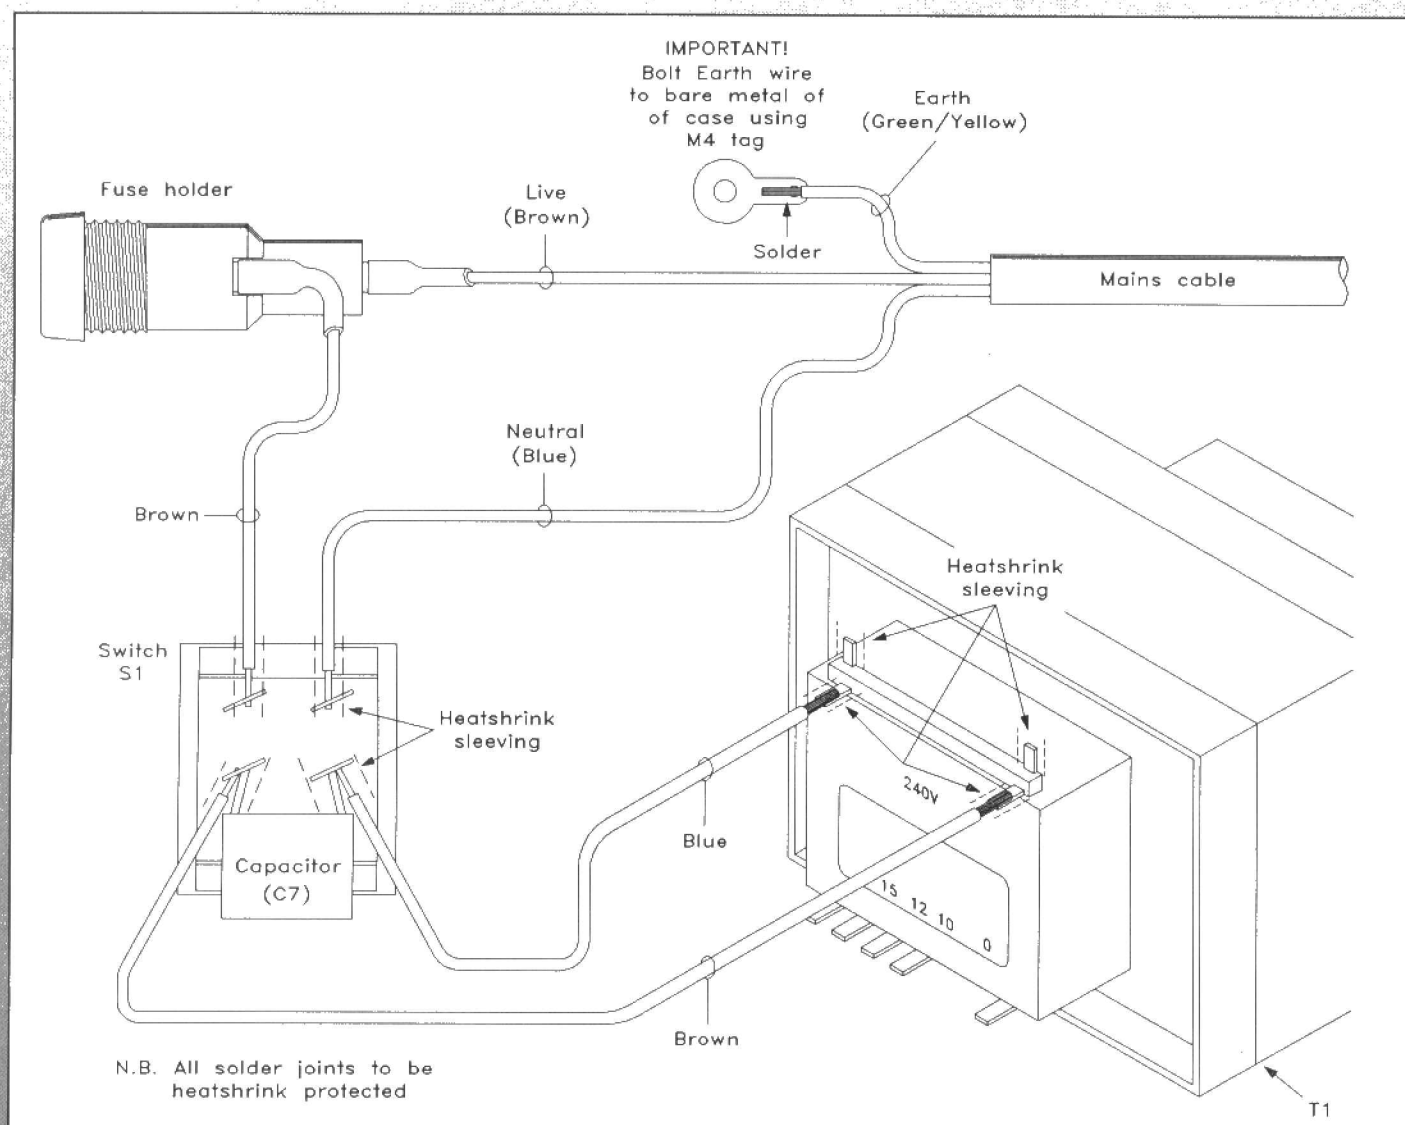 IMPORTANT!
Bolt Earth wire
to bare metal of
of case using
M4 tag
Earth
(Green/Yellow)
Fuse holder
Live
(Brown)
Solder
Mains cable
Neutral
(Blue)
Brown
Heatshrink
sleeving
Switch
S1
Heatshrink
sleeving
240V
Blue
Capacitor
(C7)
15 12 10 0
Brown
N.B. All solder joints to be
heatshrink protected
T1